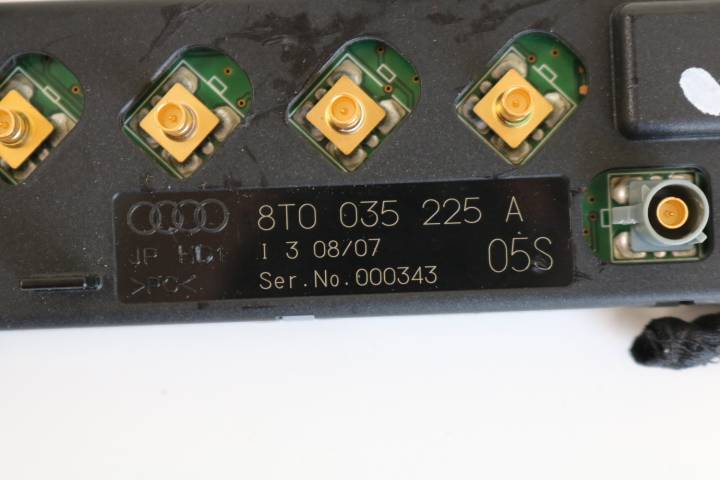 8T0 035 225 A
JP HD1 I 3 08/07 05S
>PC< Ser.No.000343